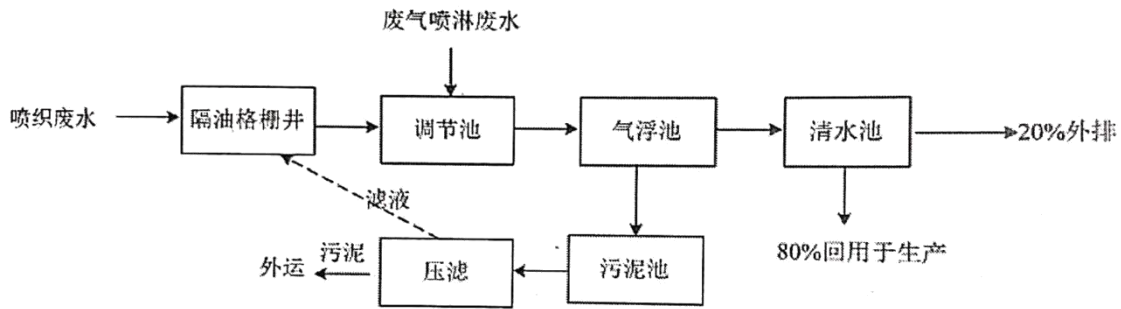 废气喷淋废水
喷织废水
隔油格栅井
调节池
气浮池
清水池
20%外排
滤液
80%回用于生产
外运
污泥
压滤
污泥池